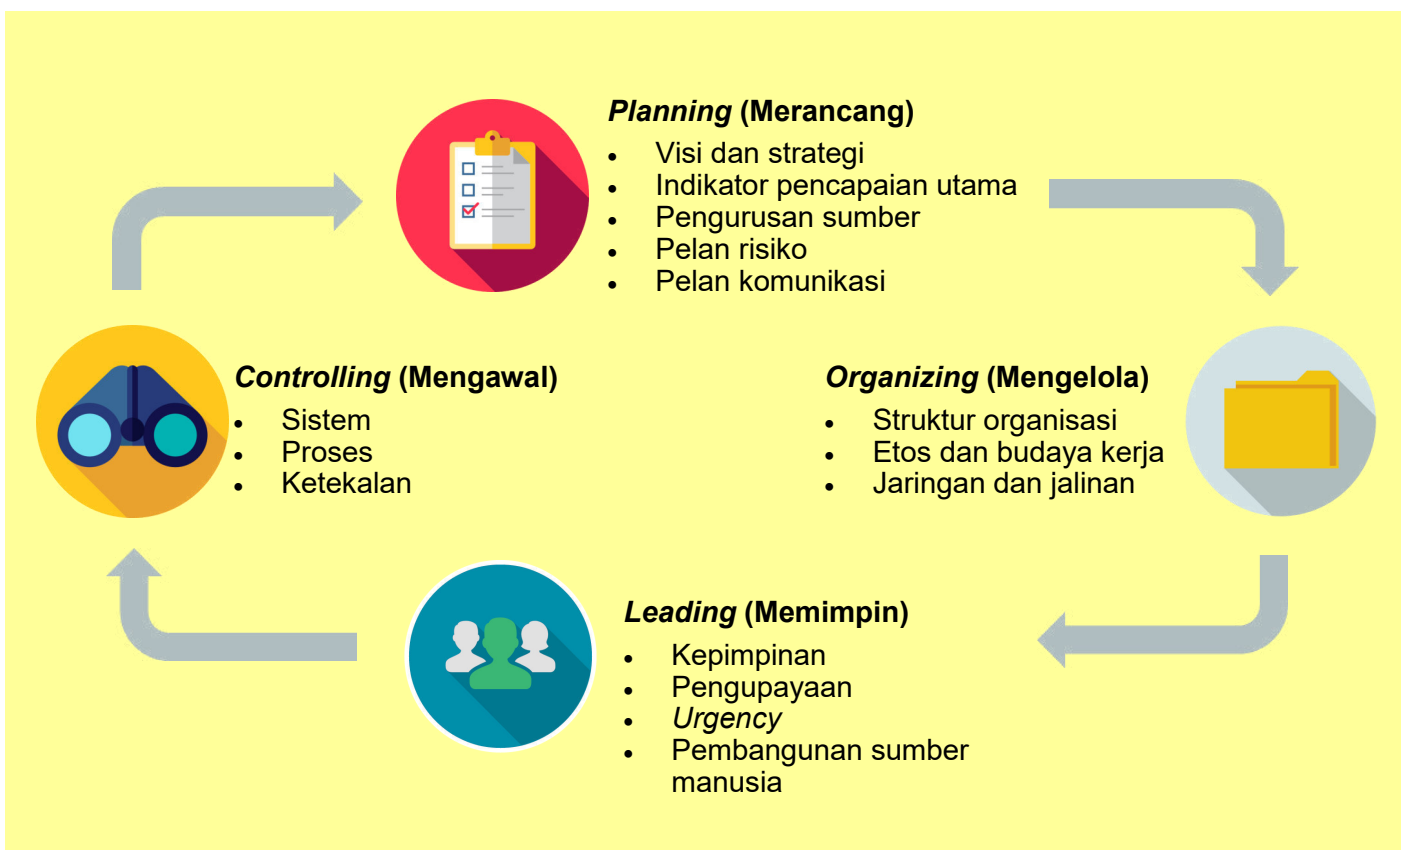 Planning (Merancang)
• Visi dan strategi
• Indikator pencapaian utama
• Pengurusan sumber
• Pelan risiko
• Pelan komunikasi
Controlling (Mengawal)
• Sistem
• Proses
• Ketekalan
Organizing (Mengelola)
• Struktur organisasi
• Etos dan budaya kerja
• Jaringan dan jalinan
Leading (Memimpin)
• Kepimpinan
• Pengupayaan
• Urgency
• Pembangunan sumber
manusia